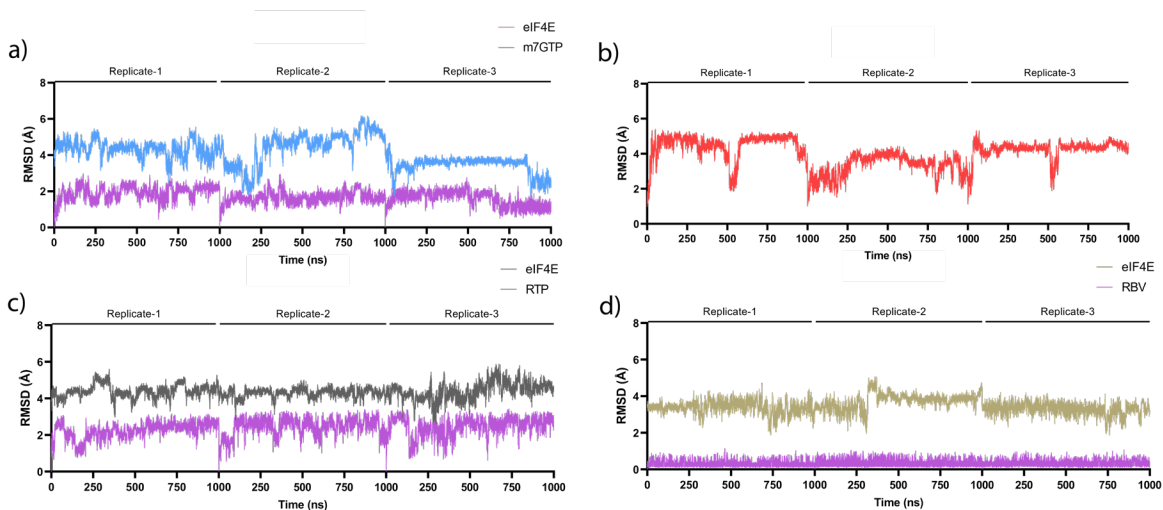 a)
eIF4E
m7GTP
Replicate-1 Replicate-2 Replicate-3
RMSD (Å)
8
6
4
2
0
0 250 500 750 1000 250 500 750 1000 250 500 750 1000
Time (ns)
b)
Replicate-1 Replicate-2 Replicate-3
RMSD (Å)
8
6
4
2
0
0 250 500 750 1000 250 500 750 1000 250 500 750 1000
Time (ns)
c)
eIF4E
RTP
Replicate-1 Replicate-2 Replicate-3
RMSD (Å)
8
6
4
2
0
0 250 500 750 1000 250 500 750 1000 250 500 750 1000
Time (ns)
d)
eIF4E
RBV
Replicate-1 Replicate-2 Replicate-3
RMSD (Å)
8
6
4
2
0
0 250 500 750 1000 250 500 750 1000 250 500 750 1000
Time (ns)